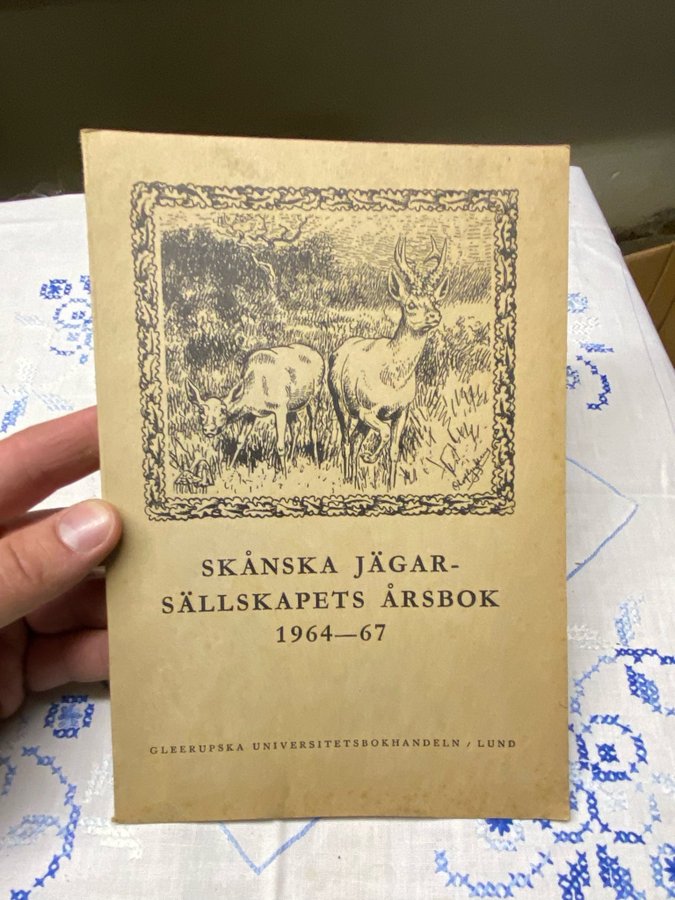 SKÅNSKA JÄGAR-
SÄLLSKAPETS ÅRSBOK
1964—67
GLEERUPSKA UNIVERSITETSBOKHANDELN / LUND